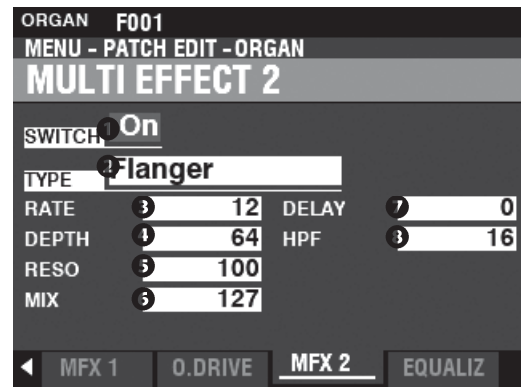 ORGAN F001
MENU - PATCH EDIT - ORGAN
MULTI EFFECT 2
SWITCH 1 On
TYPE 2 Flanger
RATE 3 12 DELAY 7 0
DEPTH 4 64 HPF 8 16
RESO 5 100
MIX 6 127
MFX 1 O.DRIVE MFX 2 EQUALIZ